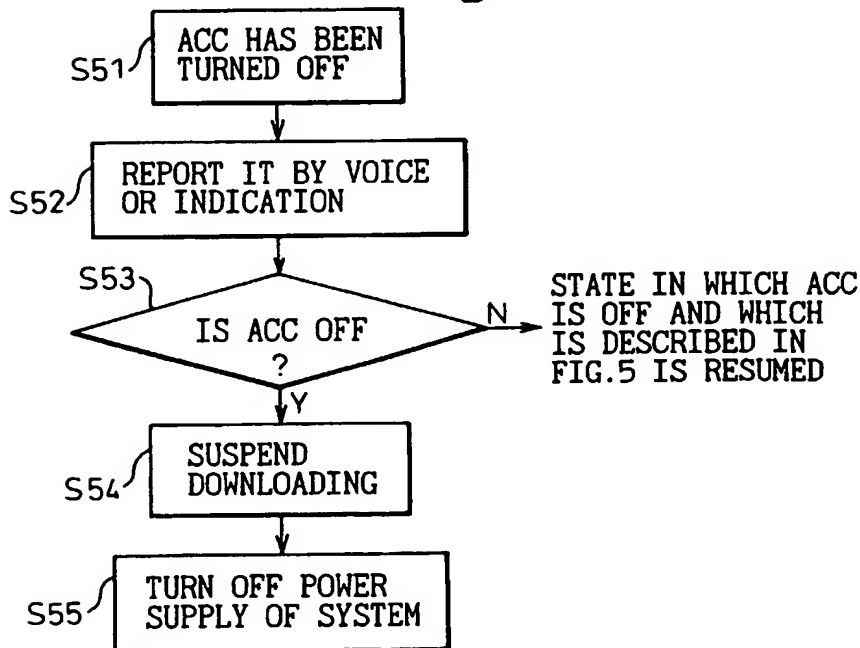 S51
ACC HAS BEEN
TURNED OFF
S52
REPORT IT BY VOICE
OR INDICATION
S53
IS ACC OFF
?
N
STATE IN WHICH ACC
IS OFF AND WHICH
IS DESCRIBED IN
FIG.5 IS RESUMED
Y
S54
SUSPEND
DOWNLOADING
S55
TURN OFF POWER
SUPPLY OF SYSTEM